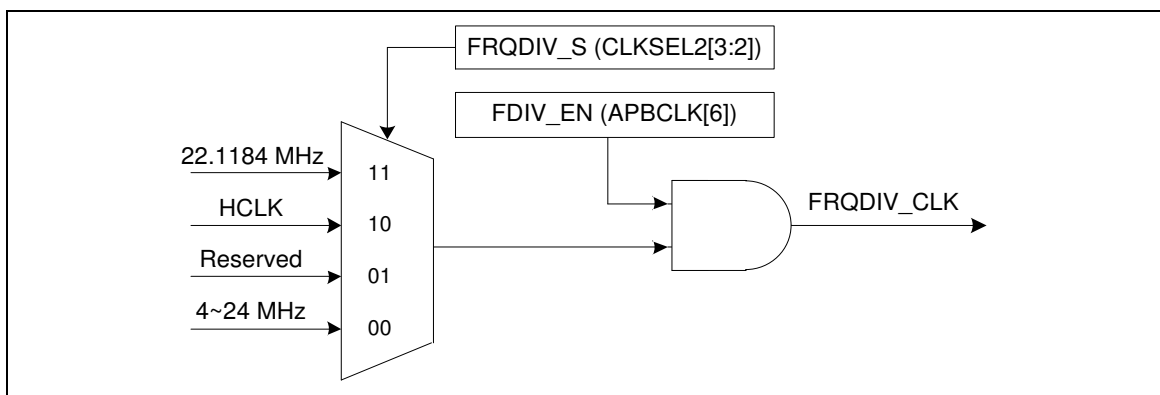 FRQDIV_S (CLKSEL2[3:2])
FDIV_EN (APBCLK[6])
22.1184 MHz
11
HCLK
10
Reserved
01
4~24 MHz
00
FRQDIV_CLK